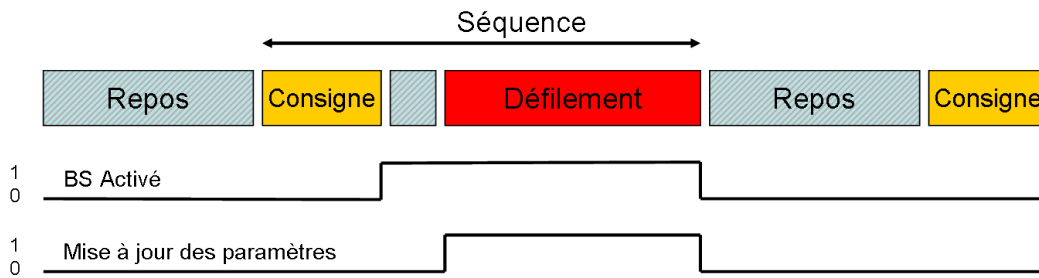 Séquence
Repos Consigne Défilement Repos Consigne
1
0 BS Activé
1
0 Mise à jour des paramètres